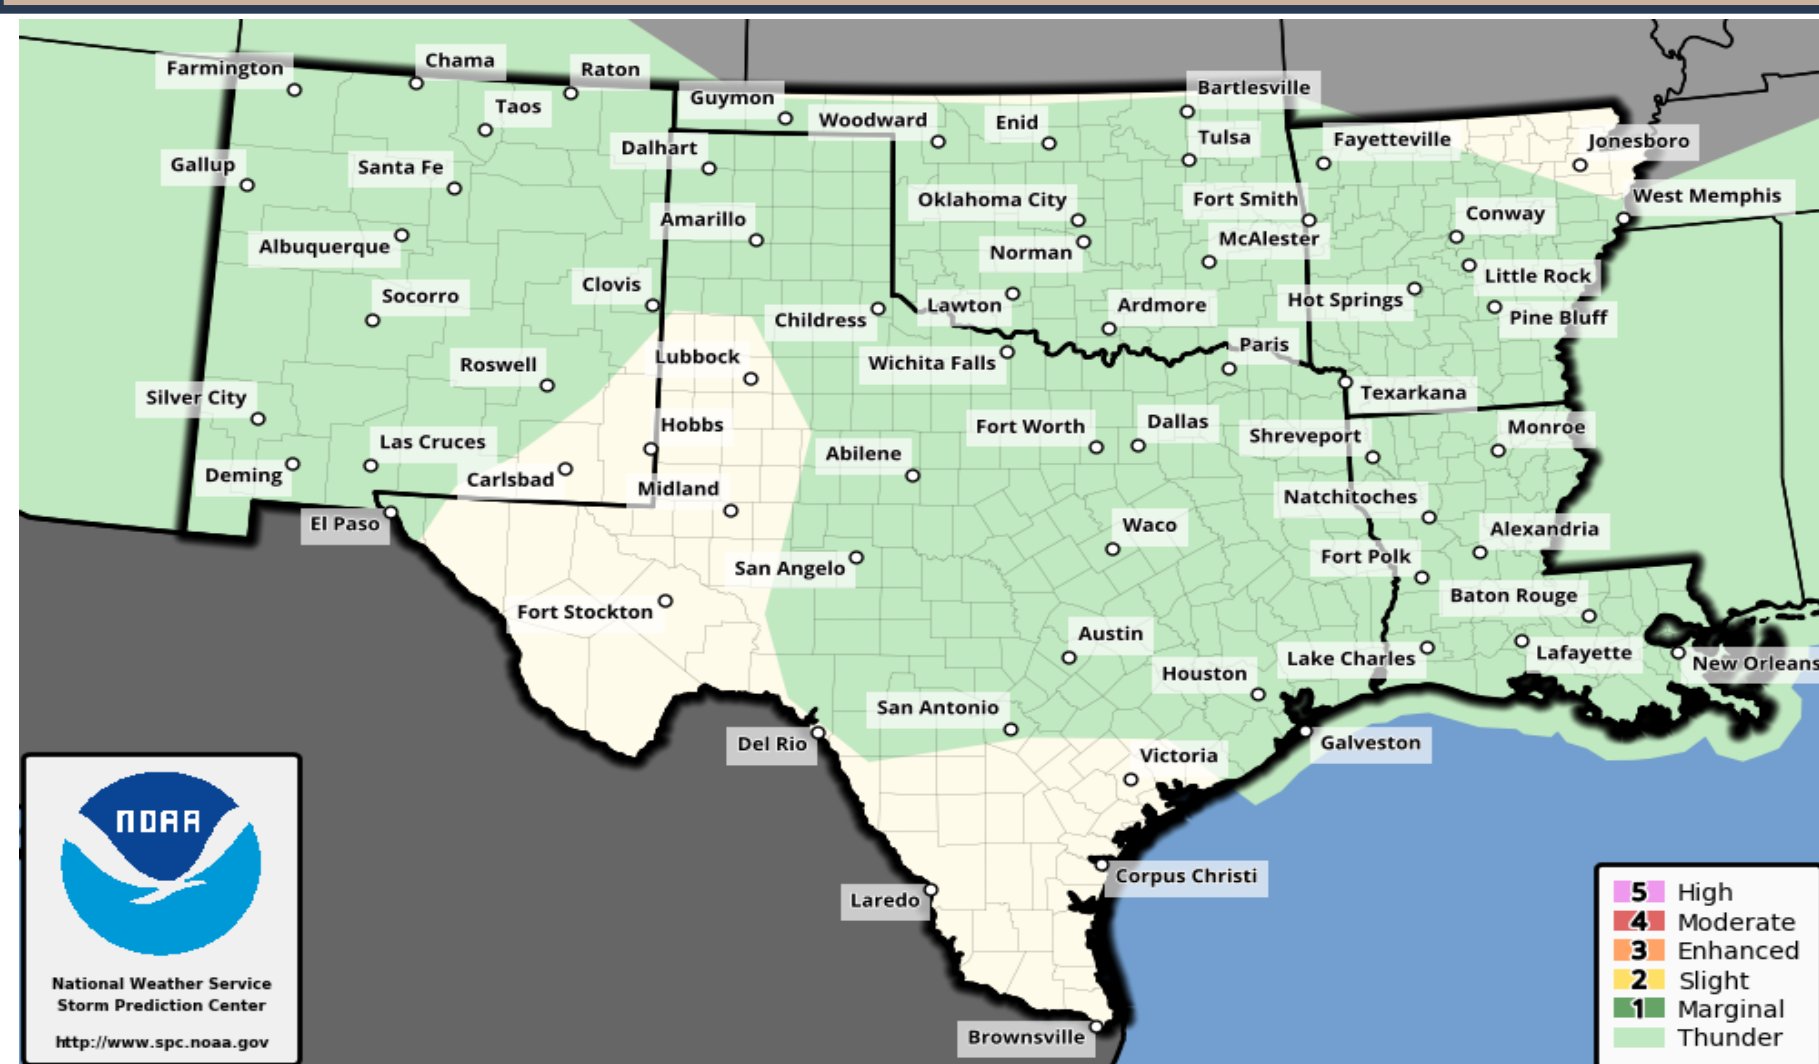 Farmington
Chama
Raton
Taos
Guymon
Woodward
Enid
Bartlesville
Tulsa
Fayetteville
Jonesboro
Gallup
Santa Fe
Dalhart
West Memphis
Oklahoma City
Fort Smith
Conway
Albuquerque
Amarillo
Norman
McAlester
Little Rock
Socorro
Clovis
Childress
Lawton
Ardmore
Hot Springs
Pine Bluff
Roswell
Lubbock
Wichita Falls
Paris
Texarkana
Silver City
Hobbs
Fort Worth
Dallas
Shreveport
Monroe
Las Cruces
Abilene
Deming
Carlsbad
Midland
Natchitoches
El Paso
Waco
Alexandria
San Angelo
Fort Polk
Fort Stockton
Baton Rouge
Austin
Lake Charles
Lafayette
New Orleans
Houston
San Antonio
Del Rio
Victoria
Galveston
Corpus Christi
Laredo
Brownsville
NOAA
National Weather Service
Storm Prediction Center
http://www.spc.noaa.gov
5 High
4 Moderate
3 Enhanced
2 Slight
1 Marginal
Thunder